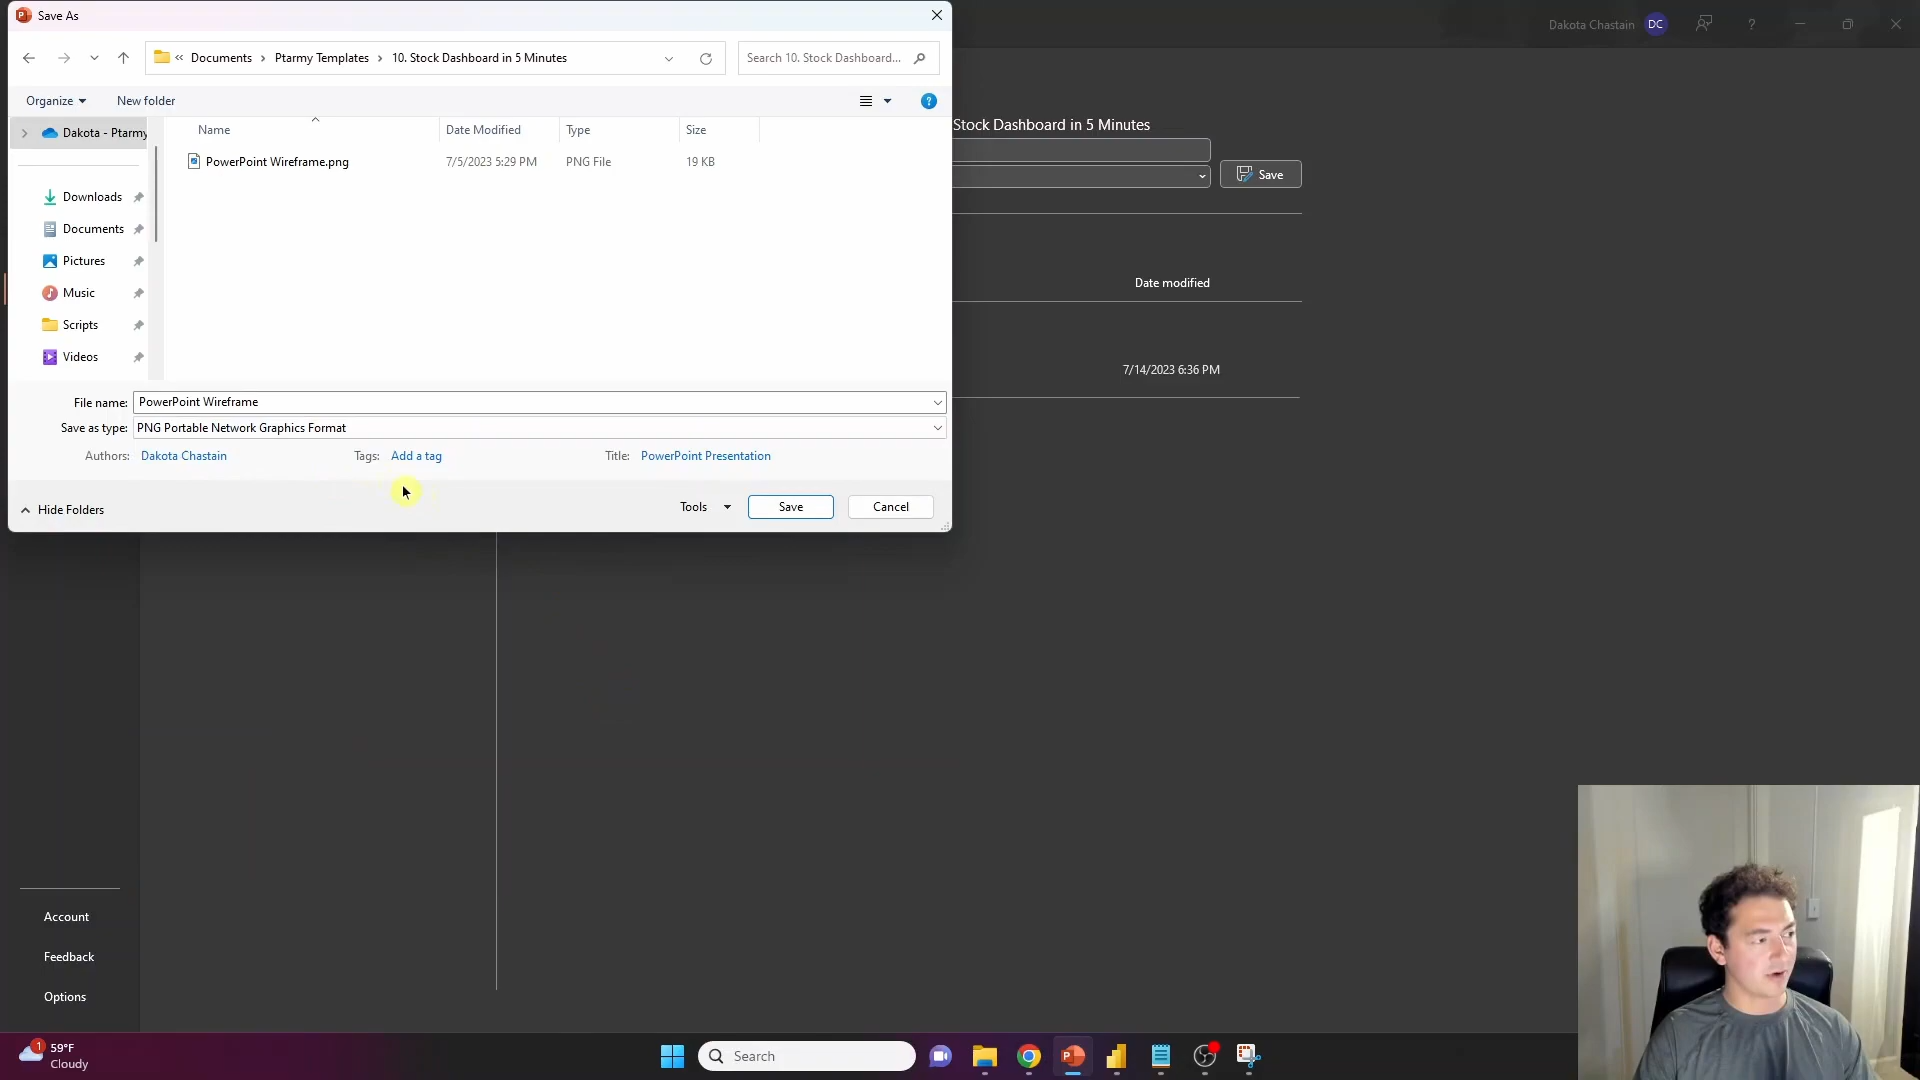 Save As
Dakota Chastain DC ?
« Documents › Ptarmy Templates › 10. Stock Dashboard in 5 Minutes
Search 10. Stock Dashboard...
Organize New folder
?
Dakota - Ptarmy
Name Date Modified Type Size
PowerPoint Wireframe.png 7/5/2023 5:29 PM PNG File 19 KB
Stock Dashboard in 5 Minutes
Save
Downloads
Documents
Pictures
Music
Scripts
Videos
Date modified
7/14/2023 6:36 PM
File name: PowerPoint Wireframe
Save as type: PNG Portable Network Graphics Format
Authors: Dakota Chastain Tags: Add a tag Title: PowerPoint Presentation
Hide Folders Tools Save Cancel
Account
Feedback
Options
1 59°F
Cloudy
Search